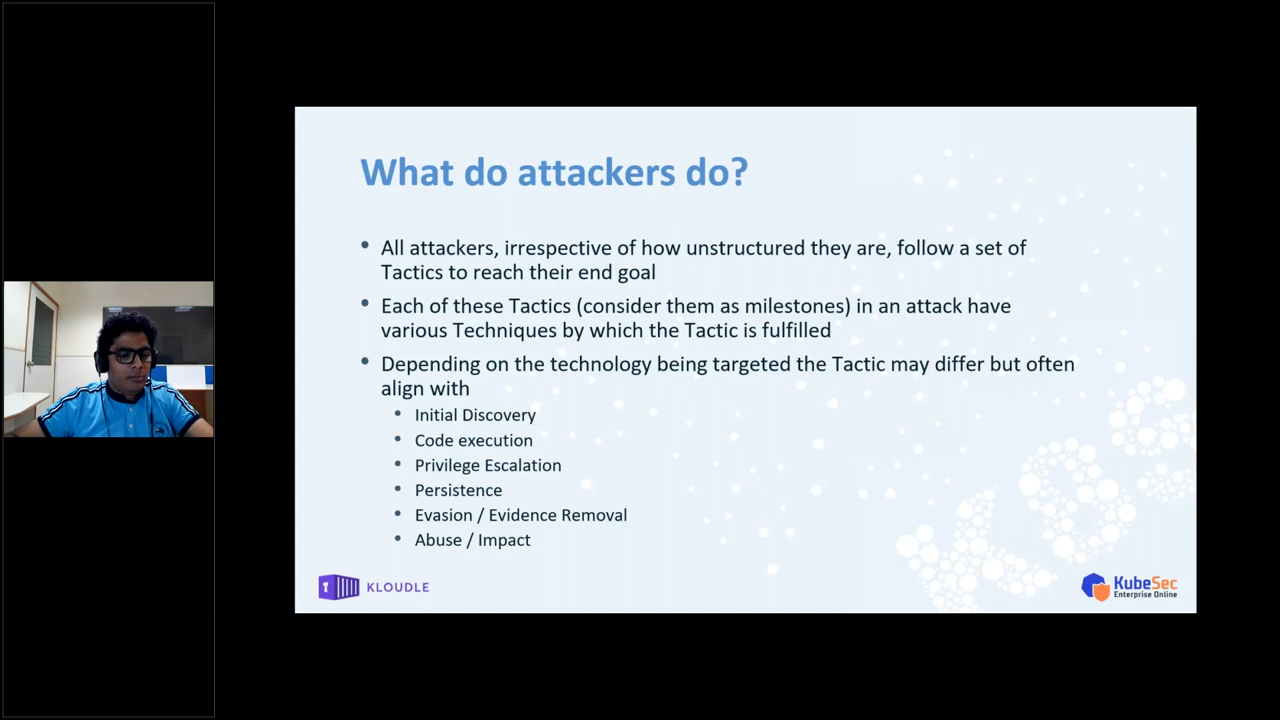 What do attackers do?
• All attackers, irrespective of how unstructured they are, follow a set of
Tactics to reach their end goal
• Each of these Tactics (consider them as milestones) in an attack have
various Techniques by which the Tactic is fulfilled
• Depending on the technology being targeted the Tactic may differ but often
align with
• Initial Discovery
• Code execution
• Privilege Escalation
• Persistence
• Evasion / Evidence Removal
• Abuse / Impact
KLOUDLE
KubeSec
Enterprise Online